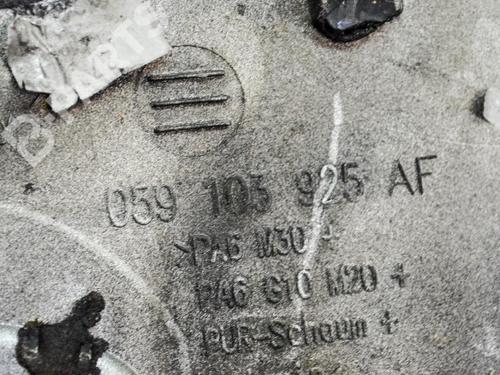 059 103 925 AF
>PA6 M30 +
PA6 G10 M20 +
PUR-Schaum +